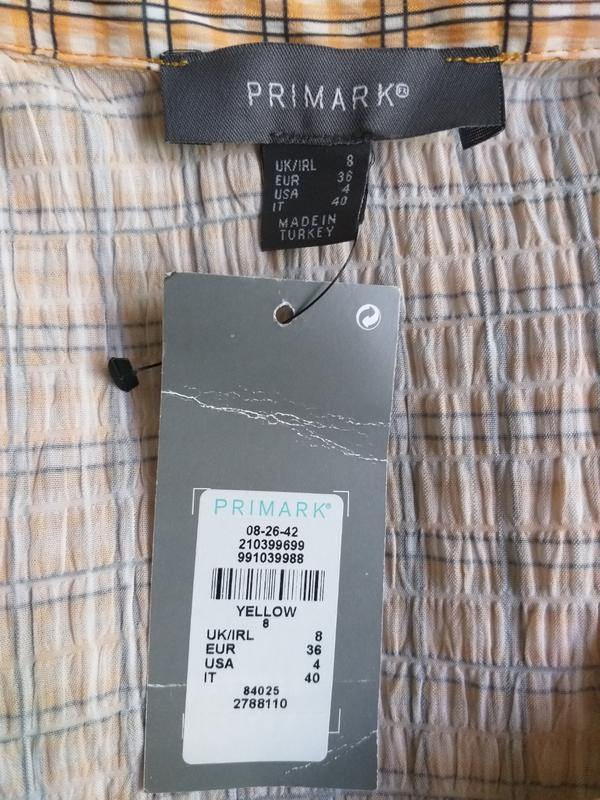 PRIMARK®
UK/IRL 8
EUR 36
USA 4
IT 40
MADE IN
TURKEY
PRIMARK®
08-26-42
210399699
991039988
YELLOW
8
UK/IRL 8
EUR 36
USA 4
IT 40
84025
2788110